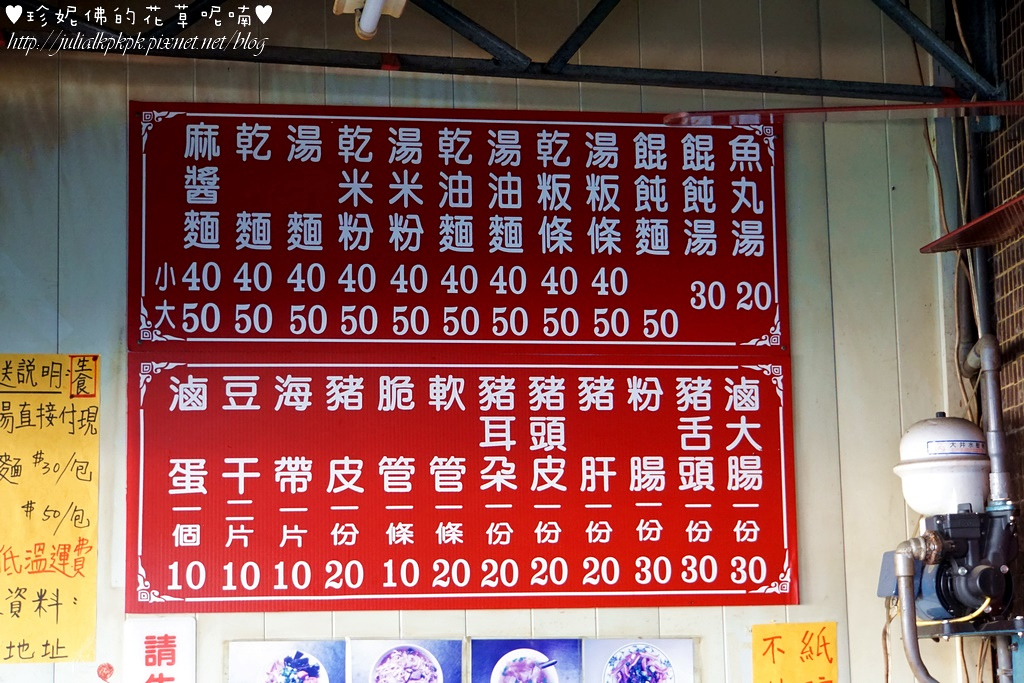 ♥珍妮佛的花草呢喃♥
http://julialkpkpk.pixnet.net/blog
麻醬麵 小40 大50
乾麵 40 50
湯麵 40 50
乾米粉 40 50
湯米粉 40 50
乾油麵 40 50
湯油麵 40 50
乾粄條 40 50
湯粄條 40 50
餛飩麵 50
餛飩湯 30
魚丸湯 20
滷蛋一個 10
豆干二片 10
海帶一片 10
豬皮一份 20
脆管一條 10
軟管一條 20
豬耳朵一份 20
豬頭皮一份 20
豬肝一份 20
粉腸一份 30
豬舌頭一份 30
滷大腸一份 30
送説明:
湯直接付現
麵 $30/包
$50/包
低溫運費
資料:
地址
請
不紙